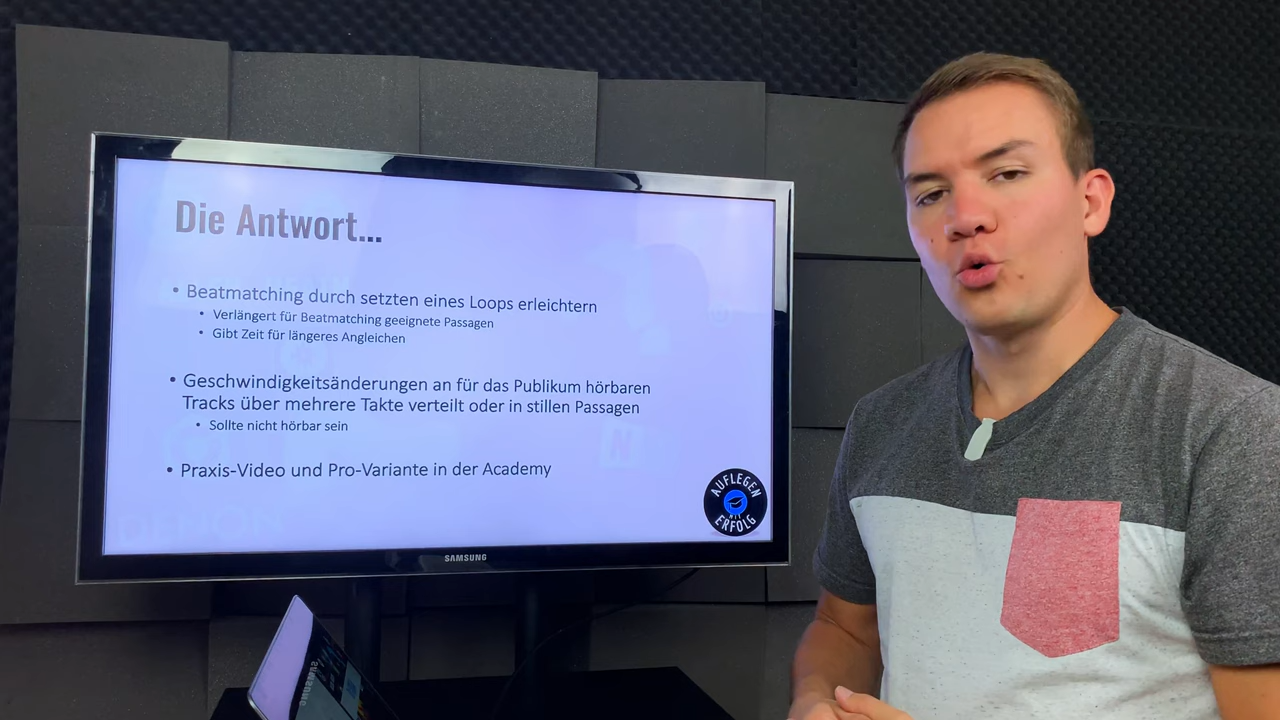 Die Antwort...
• Beatmatching durch setzten eines Loops erleichtern
• Verlängert für Beatmatching geeignete Passagen
• Gibt Zeit für längeres Angleichen
• Geschwindigkeitsänderungen an für das Publikum hörbaren
Tracks über mehrere Takte verteilt oder in stillen Passagen
• Sollte nicht hörbar sein
• Praxis-Video und Pro-Variante in der Academy
AUFLEGEN
MIT
ERFOLG
SAMSUNG
SAMSUNG